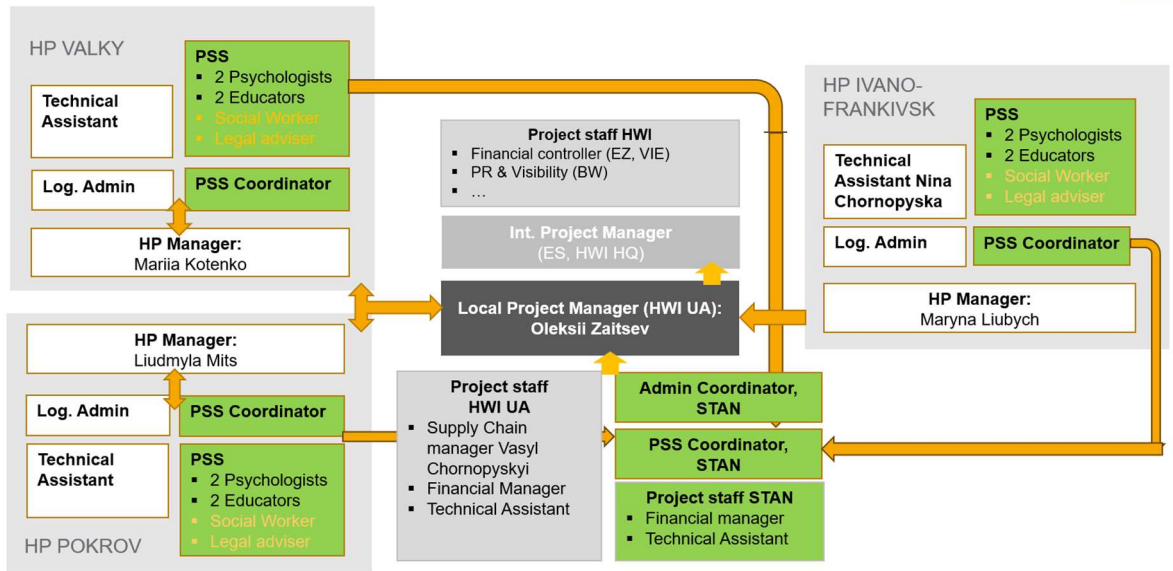 HP VALKY
PSS
▪ 2 Psychologists
▪ 2 Educators
▪ Social Worker
▪ Legal adviser
Technical
Assistant
Log. Admin
PSS Coordinator
HP Manager:
Mariia Kotenko
HP Manager:
Liudmyla Mits
Log. Admin
PSS Coordinator
Technical
Assistant
PSS
▪ 2 Psychologists
▪ 2 Educators
▪ Social Worker
▪ Legal adviser
HP POKROV
Project staff HWI
▪ Financial controller (EZ, VIE)
▪ PR & Visibility (BW)
▪ …
Int. Project Manager
(ES, HWI HQ)
Local Project Manager (HWI UA):
Oleksii Zaitsev
Project staff
HWI UA
▪ Supply Chain
manager Vasyl
Chornopyskyi
▪ Financial Manager
▪ Technical Assistant
Admin Coordinator,
STAN
PSS Coordinator,
STAN
Project staff STAN
▪ Financial manager
▪ Technical Assistant
HP IVANO-
FRANKIVSK
PSS
▪ 2 Psychologists
▪ 2 Educators
▪ Social Worker
▪ Legal adviser
Technical
Assistant Nina
Chornopyska
Log. Admin
PSS Coordinator
HP Manager:
Maryna Liubych